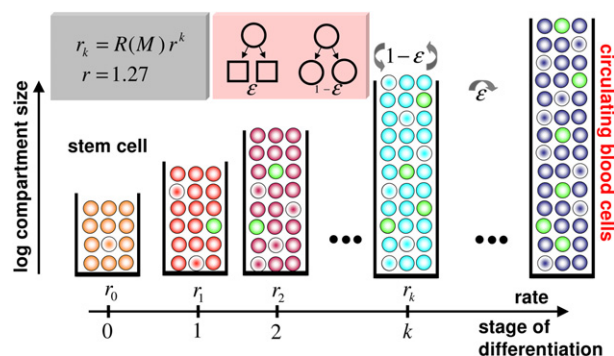 r_k = R(M) r^k
r = 1.27
ε
1-ε
1-ε
ε
stem cell
log compartment size
circulating blood cells
r_0
r_1
r_2
r_k
rate
0
1
2
k
stage of
differentiation